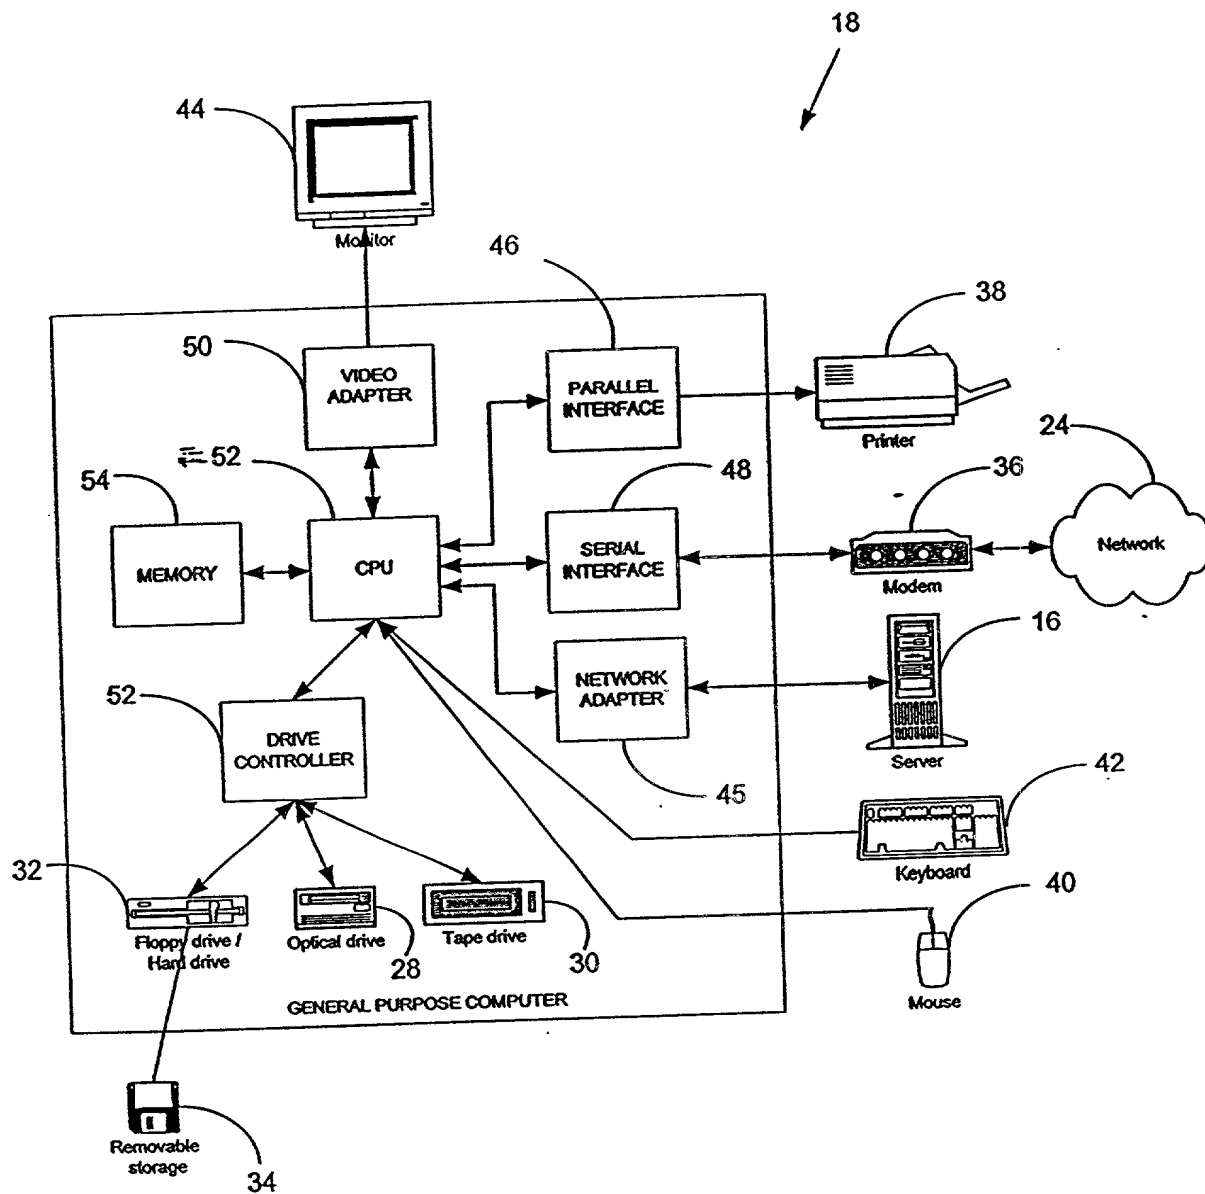 18
44
Monitor
46
38
50
VIDEO
ADAPTER
PARALLEL
INTERFACE
Printer
24
52
54
48
36
MEMORY
CPU
SERIAL
INTERFACE
Network
Modem
16
NETWORK
ADAPTER
52
DRIVE
CONTROLLER
Server
45
42
32
Keyboard
40
Floppy drive /
Hard drive
Optical drive
Tape drive
28
30
Mouse
GENERAL PURPOSE COMPUTER
Removable
storage
34